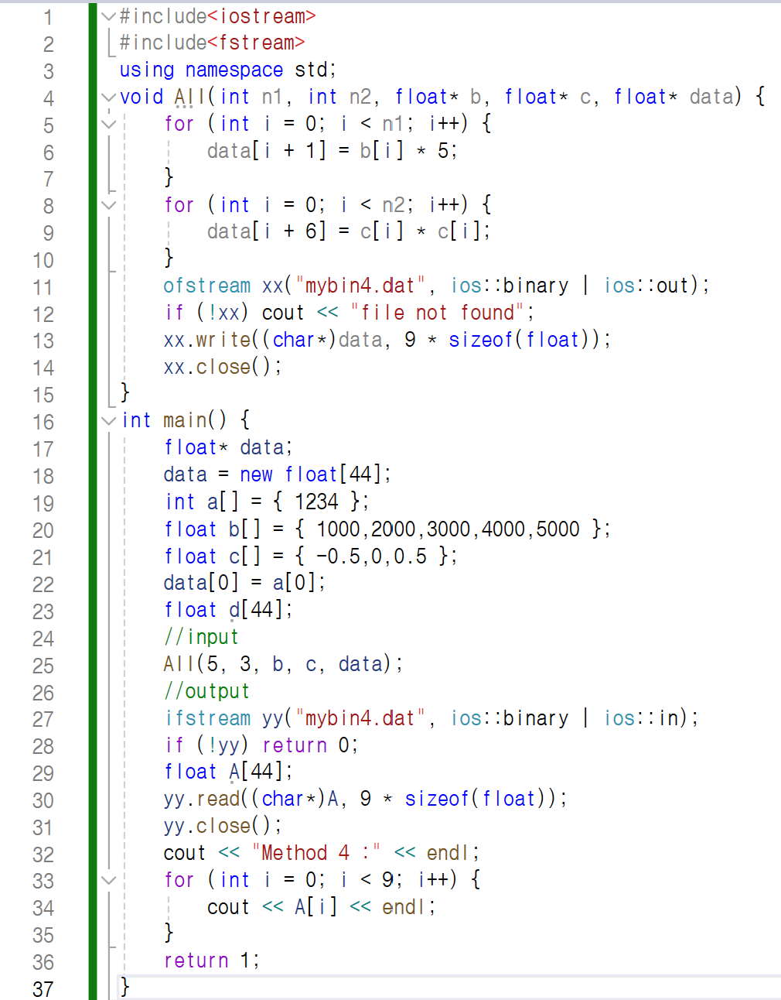 1 #include<iostream>
2 #include<fstream>
3 using namespace std;
4 void All(int n1, int n2, float* b, float* c, float* data) {
5 for (int i = 0; i < n1; i++) {
6 data[i + 1] = b[i] * 5;
7 }
8 for (int i = 0; i < n2; i++) {
9 data[i + 6] = c[i] * c[i];
10 }
11 ofstream xx("mybin4.dat", ios::binary | ios::out);
12 if (!xx) cout << "file not found";
13 xx.write((char*)data, 9 * sizeof(float));
14 xx.close();
15 }
16 int main() {
17 float* data;
18 data = new float[44];
19 int a[] = { 1234 };
20 float b[] = { 1000,2000,3000,4000,5000 };
21 float c[] = { -0.5,0,0.5 };
22 data[0] = a[0];
23 float d[44];
24 //input
25 All(5, 3, b, c, data);
26 //output
27 ifstream yy("mybin4.dat", ios::binary | ios::in);
28 if (!yy) return 0;
29 float A[44];
30 yy.read((char*)A, 9 * sizeof(float));
31 yy.close();
32 cout << "Method 4 :" << endl;
33 for (int i = 0; i < 9; i++) {
34 cout << A[i] << endl;
35 }
36 return 1;
37 }